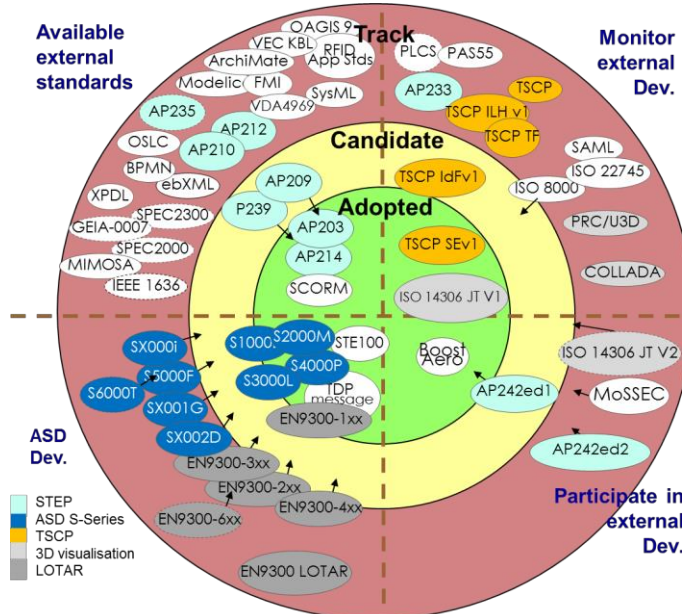 Available
external
standards
Track
Monitor
external
Dev.
OAGIS 9
VEC KBL
RFID
App Stds
ArchiMate
Modelic
FMI
VDA4969
SysML
PLCS
PAS55
AP233
TSCP
TSCP ILH v1
TSCP TF
AP235
AP212
AP210
OSLC
BPMN
ebXML
XPDL
SPEC2300
GEIA-0007
SPEC2000
MIMOSA
IEEE 1636
Candidate
AP209
P239
TSCP IdFv1
SAML
ISO 22745
ISO 8000
PRC/U3D
COLLADA
Adopted
AP203
AP214
SCORM
TSCP SEv1
ISO 14306 JT V1
SX000i
S5000F
S6000T
SX001G
SX002D
S1000
S2000M
STE100
S3000L
S4000P
TDP
message
EN9300-1xx
Boost
Aero
ISO 14306 JT V2
MoSSEC
AP242ed1
AP242ed2
EN9300-3xx
EN9300-2xx
EN9300-4xx
EN9300-6xx
EN9300 LOTAR
ASD
Dev.
Participate in
external
Dev.
STEP
ASD S-Series
TSCP
3D visualisation
LOTAR